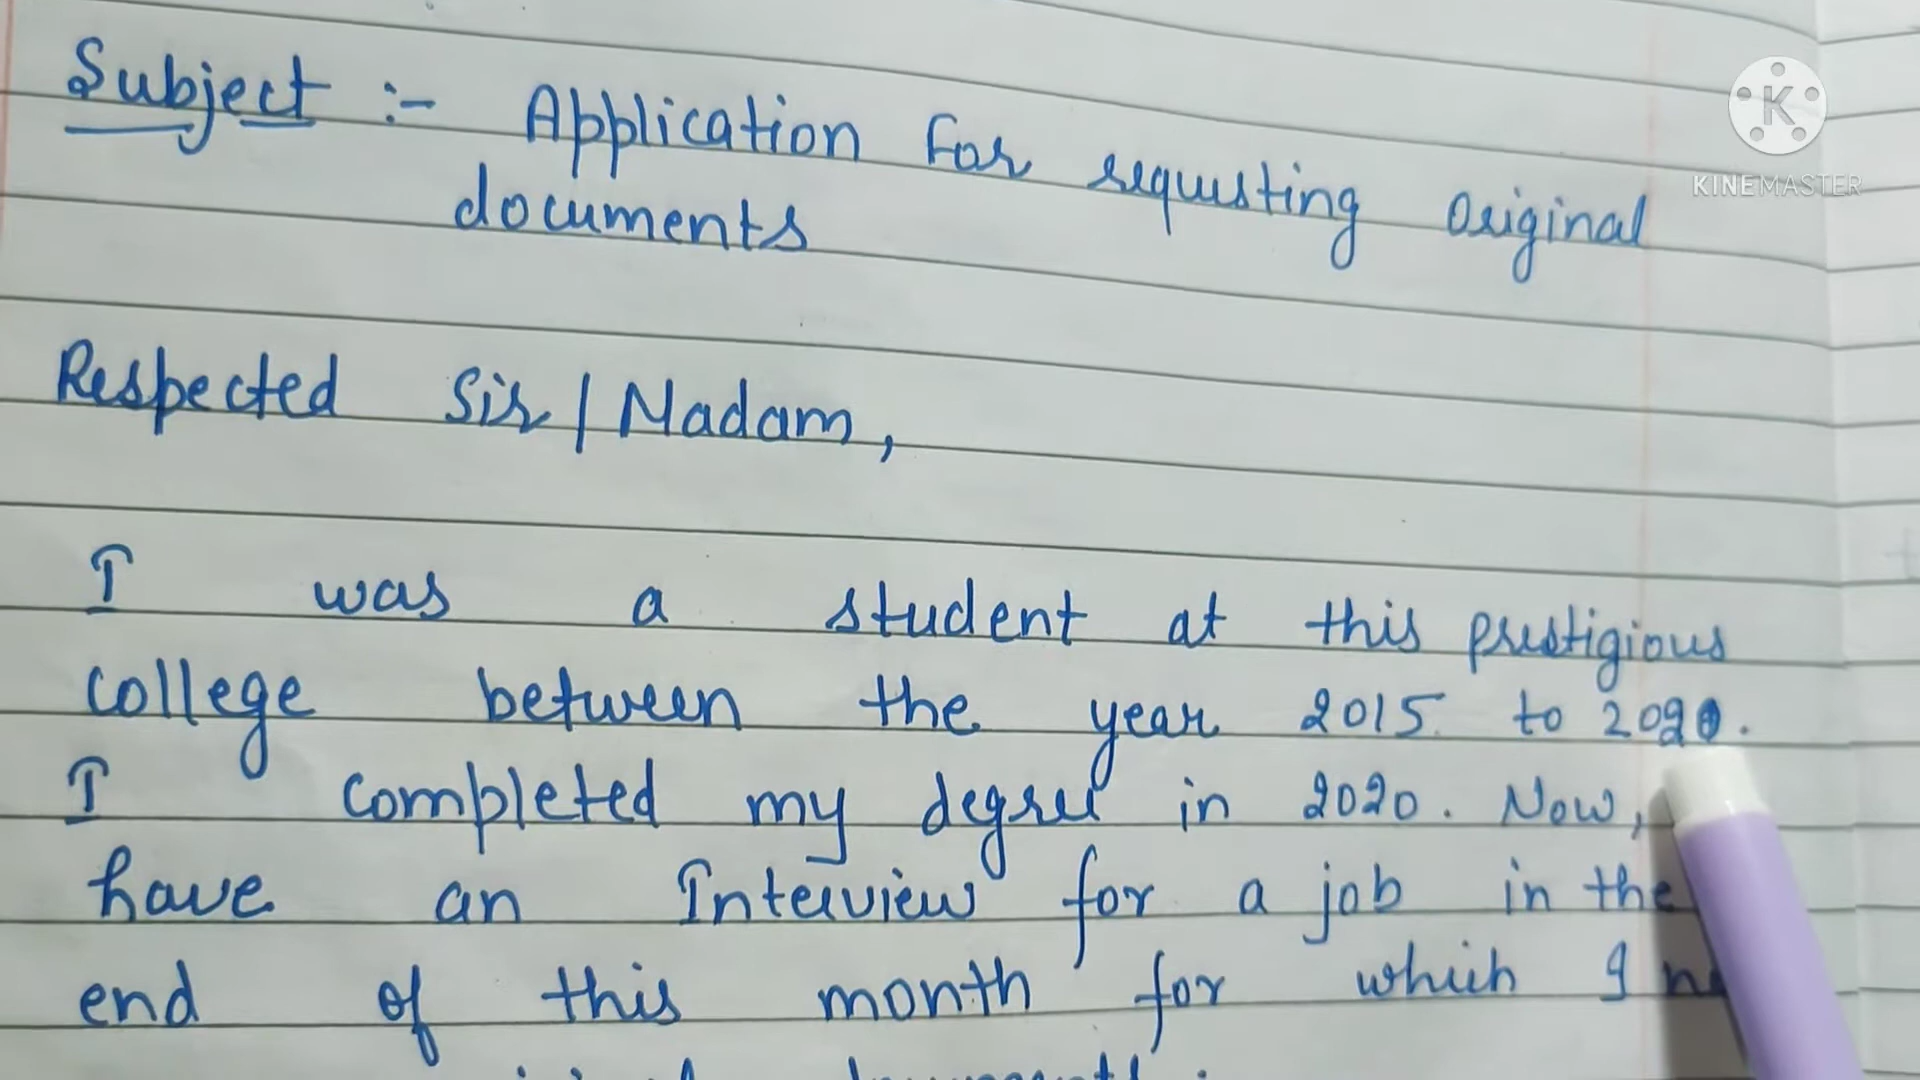 Subject :- Application For requesting original
documents
KINEMASTER
Respected Sir / Madam,
I was a student at this prestigious
college between the year 2015 to 2020.
I completed my degree in 2020. Now,
have an Interview for a job in the
end of this month for which I